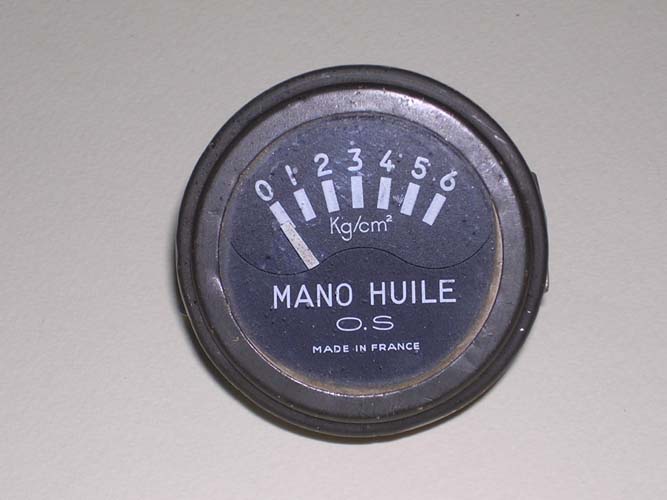 0 1 2 3 4 5 6
Kg/cm²
MANO HUILE
O.S
MADE IN FRANCE